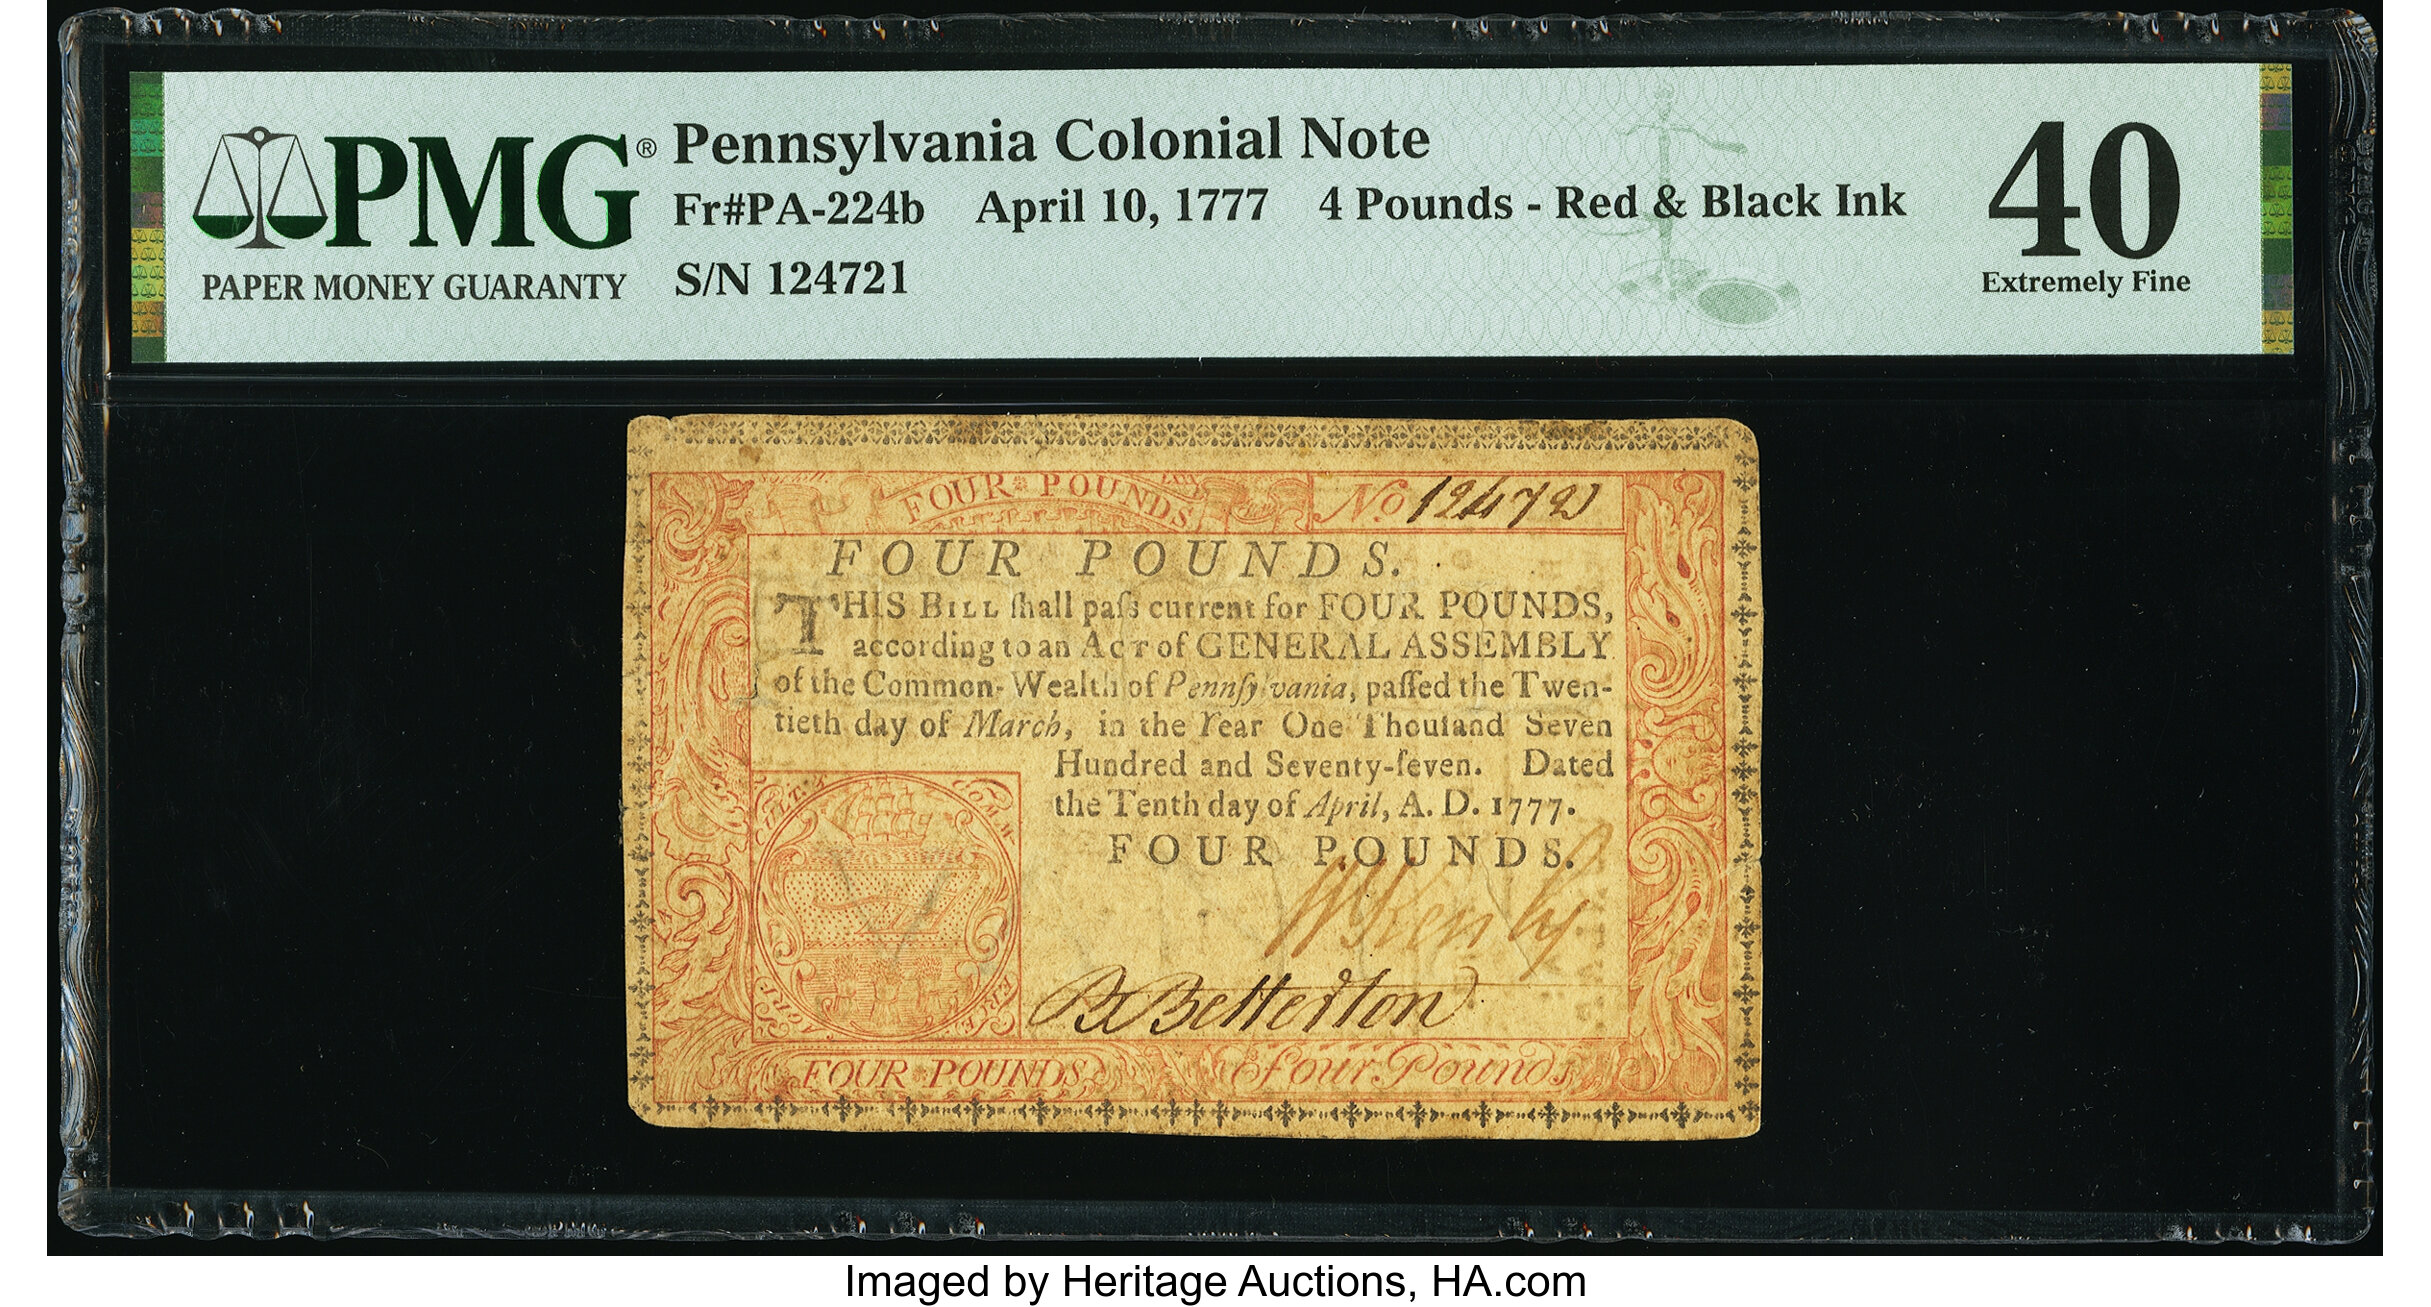 PMG® Pennsylvania Colonial Note
Fr#PA-224b April 10, 1777 4 Pounds - Red & Black Ink
S/N 124721
PAPER MONEY GUARANTY
40
Extremely Fine
FOUR POUNDS
No 124721
FOUR POUNDS.
THIS BILL ſhall paſs current for FOUR POUNDS,
according to an ACT of GENERAL ASSEMBLY
of the Common-Wealth of Pennſylvania, paſſed the Twen-
tieth day of March, in the Year One Thouſand Seven
Hundred and Seventy-ſeven. Dated
the Tenth day of April, A. D. 1777.
FOUR POUNDS.
B Betterton
FOUR POUNDS
Four Pounds
Imaged by Heritage Auctions, HA.com